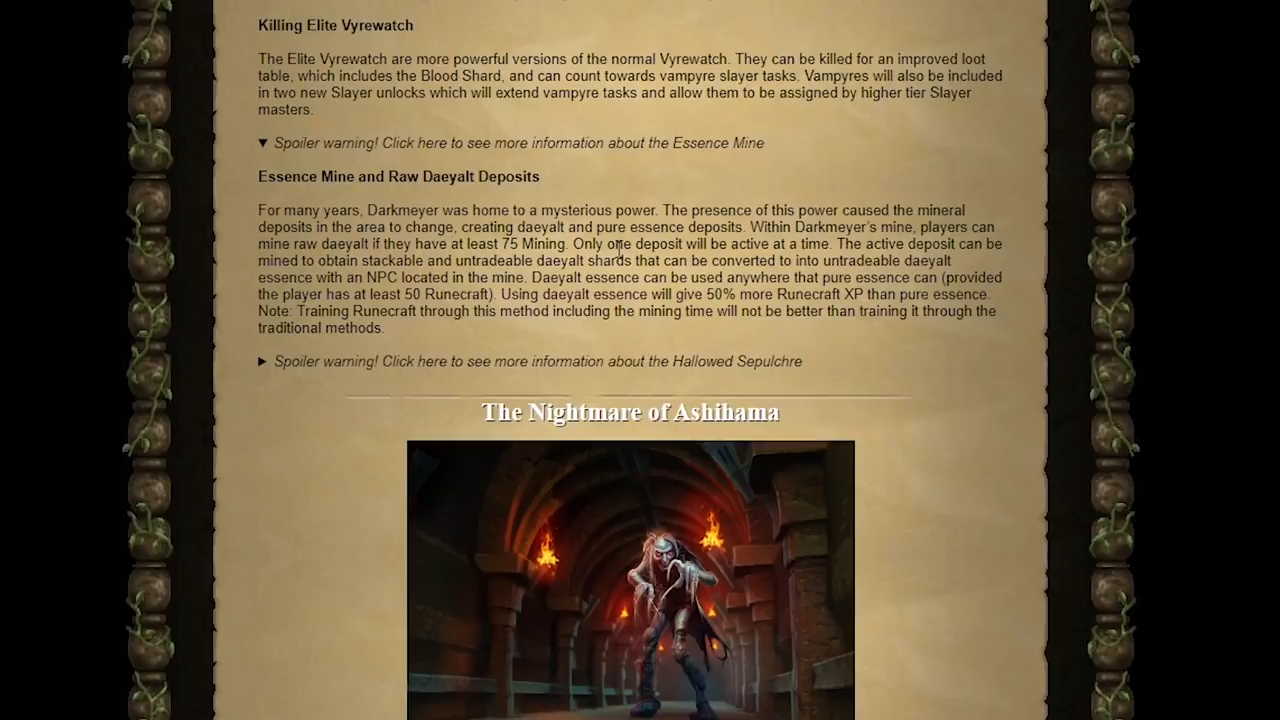 Killing Elite Vyrewatch
The Elite Vyrewatch are more powerful versions of the normal Vyrewatch. They can be killed for an improved loot
table, which includes the Blood Shard, and can count towards vampyre slayer tasks. Vampyres will also be included
in two new Slayer unlocks which will extend vampyre tasks and allow them to be assigned by higher tier Slayer
masters.
▼ Spoiler warning! Click here to see more information about the Essence Mine
Essence Mine and Raw Daeyalt Deposits
For many years, Darkmeyer was home to a mysterious power. The presence of this power caused the mineral
deposits in the area to change, creating daeyalt and pure essence deposits. Within Darkmeyer's mine, players can
mine raw daeyalt if they have at least 75 Mining. Only one deposit will be active at a time. The active deposit can be
mined to obtain stackable and untradeable daeyalt shards that can be converted to into untradeable daeyalt
essence with an NPC located in the mine. Daeyalt essence can be used anywhere that pure essence can (provided
the player has at least 50 Runecraft). Using daeyalt essence will give 50% more Runecraft XP than pure essence.
Note: Training Runecraft through this method including the mining time will not be better than training it through the
traditional methods.
► Spoiler warning! Click here to see more information about the Hallowed Sepulchre
The Nightmare of Ashihama